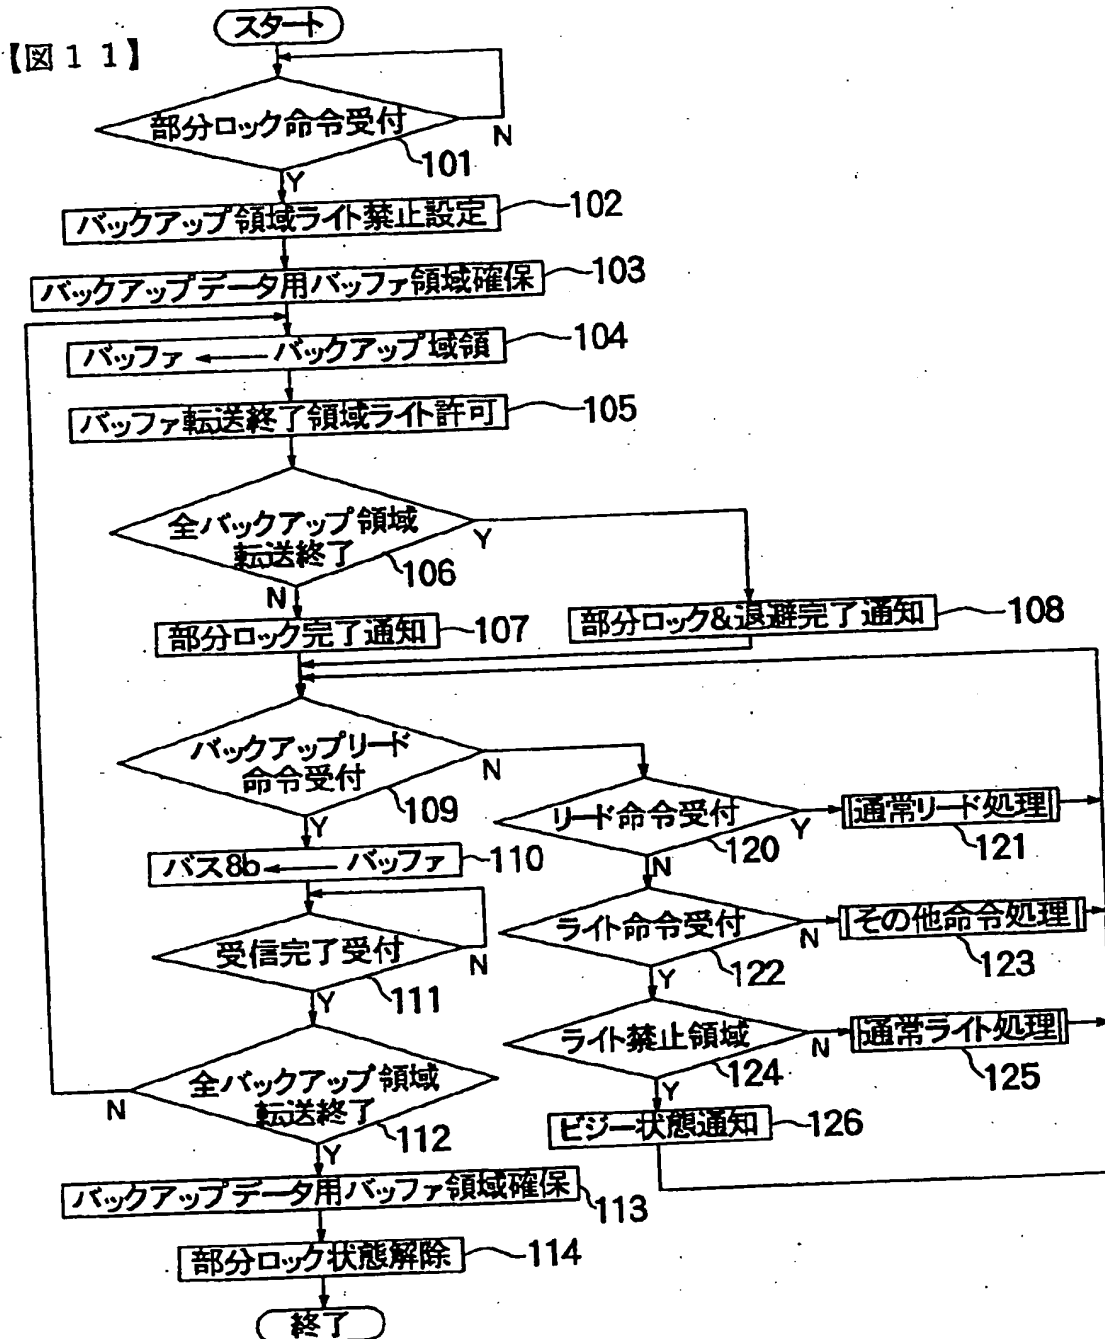 【図11】
スタート
部分ロック命令受付
101
N
Y
バックアップ領域ライト禁止設定
102
バックアップデータ用バッファ領域確保
103
バッファ ← バックアップ域領
104
バッファ転送終了領域ライト許可
105
全バックアップ領域
転送終了
106
Y
N
部分ロック完了通知
107
部分ロック&退避完了通知
108
バックアップリード
命令受付
109
N
Y
バス8b ← バッファ
110
受信完了受付
111
N
Y
全バックアップ領域
転送終了
112
N
Y
バックアップデータ用バッファ領域確保
113
部分ロック状態解除
114
終了
リード命令受付
120
Y
N
通常リード処理
121
ライト命令受付
122
N
Y
その他命令処理
123
ライト禁止領域
124
N
Y
通常ライト処理
125
ビジー状態通知
126